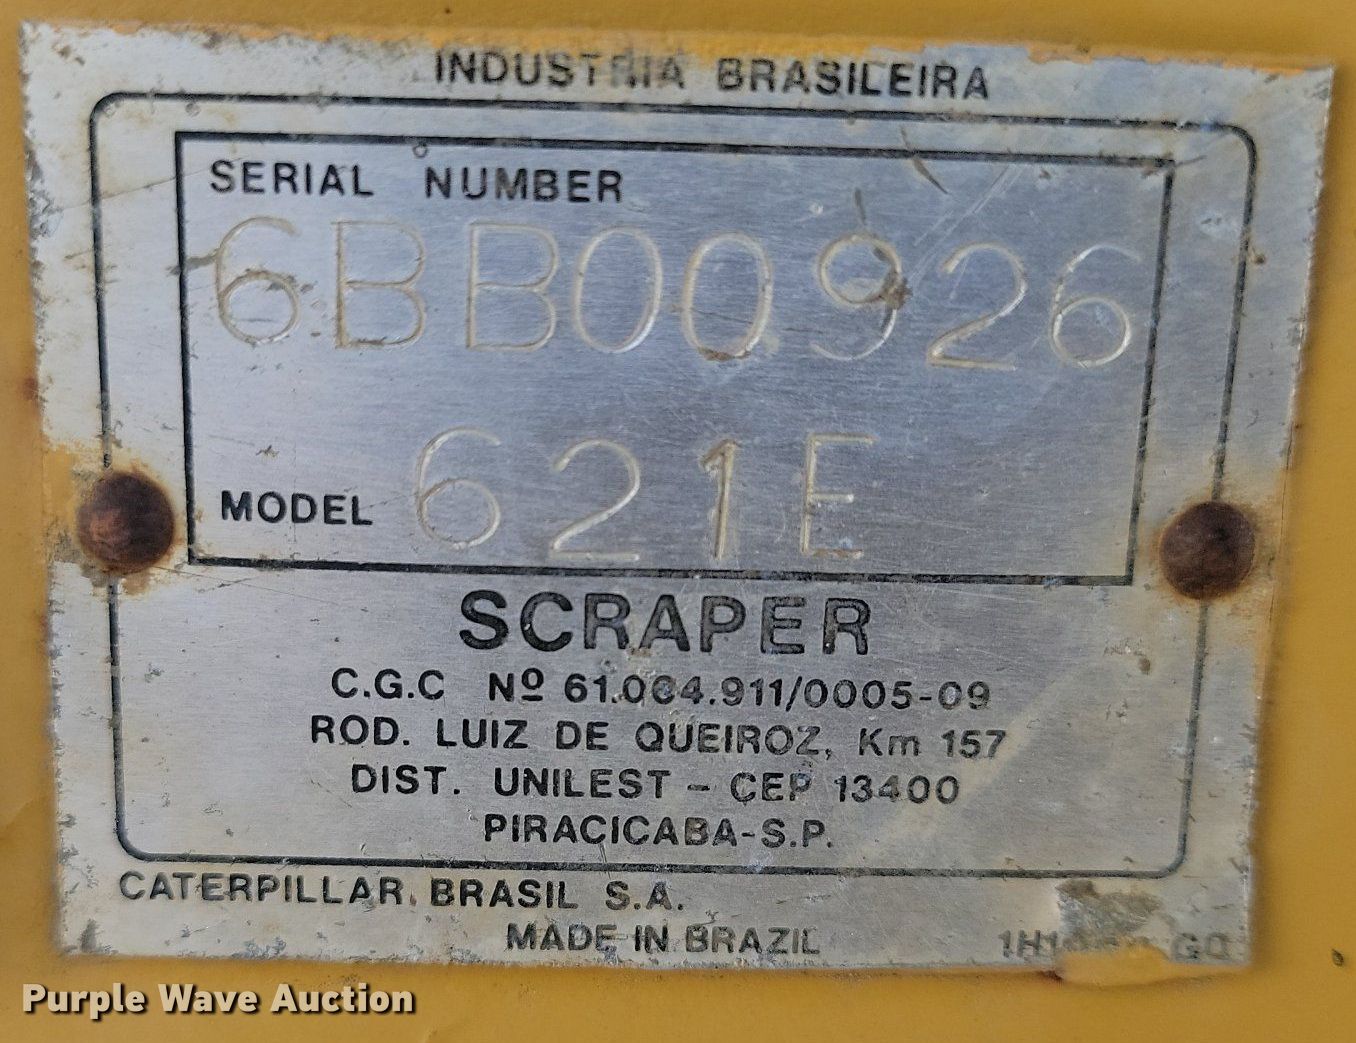 INDUSTRIA BRASILEIRA
SERIAL NUMBER
6BB00926
MODEL 621E
SCRAPER
C.G.C Nº 61.064.911/0005-09
ROD. LUIZ DE QUEIROZ, Km 157
DIST. UNILEST - CEP 13400
PIRACICABA-S.P.
CATERPILLAR BRASIL S.A.
MADE IN BRAZIL
Purple Wave Auction